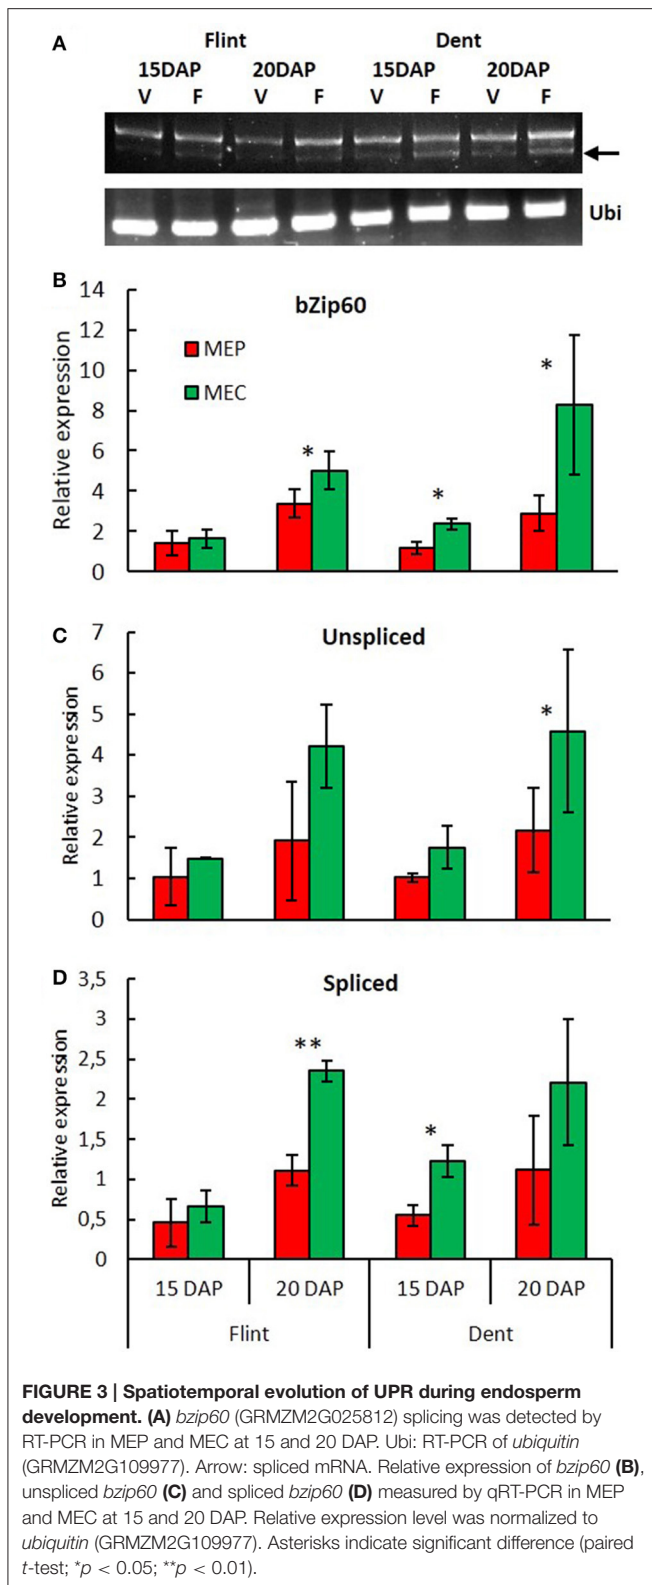 A
Flint Dent
15DAP 20DAP 15DAP 20DAP
V F V F V F V F
Ubi
B
bZip60
14
12
10
8
6
4
2
0
Relative expression
MEP
MEC
*
*
*
C
Unspliced
7
6
5
4
3
2
1
0
Relative expression
*
D
Spliced
3,5
3
2,5
2
1,5
1
0,5
0
Relative expression
**
*
15 DAP 20 DAP 15 DAP 20 DAP
Flint Dent
FIGURE 3 | Spatiotemporal evolution of UPR during endosperm
development. (A) bzip60 (GRMZM2G025812) splicing was detected by
RT-PCR in MEP and MEC at 15 and 20 DAP. Ubi: RT-PCR of ubiquitin
(GRMZM2G109977). Arrow: spliced mRNA. Relative expression of bzip60 (B),
unspliced bzip60 (C) and spliced bzip60 (D) measured by qRT-PCR in MEP
and MEC at 15 and 20 DAP. Relative expression level was normalized to
ubiquitin (GRMZM2G109977). Asterisks indicate significant difference (paired
t-test; *p < 0.05; **p < 0.01).